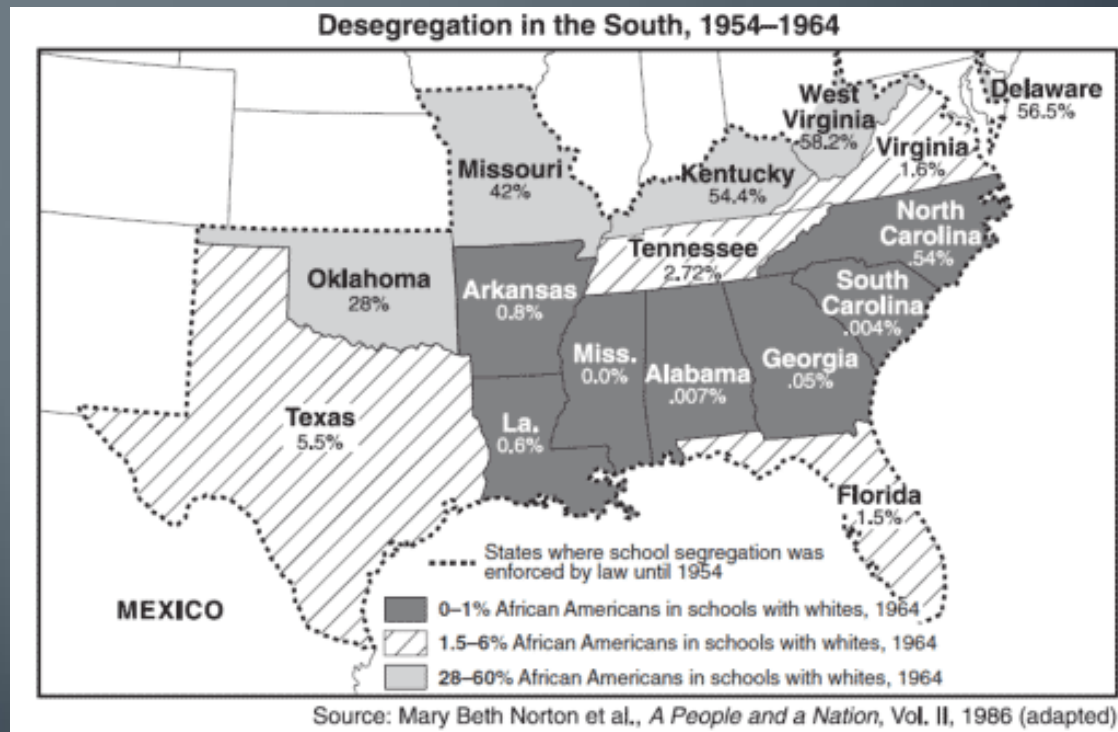 Desegregation in the South, 1954–1964
West
Virginia
58.2%
Delaware
56.5%
Virginia
1.6%
Missouri
42%
Kentucky
54.4%
North
Carolina
.54%
Tennessee
2.72%
Oklahoma
28%
Arkansas
0.8%
South
Carolina
.004%
Miss.
0.0%
Alabama
.007%
Georgia
.05%
Texas
5.5%
La.
0.6%
Florida
1.5%
MEXICO
States where school segregation was
enforced by law until 1954
0–1% African Americans in schools with whites, 1964
1.5–6% African Americans in schools with whites, 1964
28–60% African Americans in schools with whites, 1964
Source: Mary Beth Norton et al., A People and a Nation, Vol. II, 1986 (adapted)